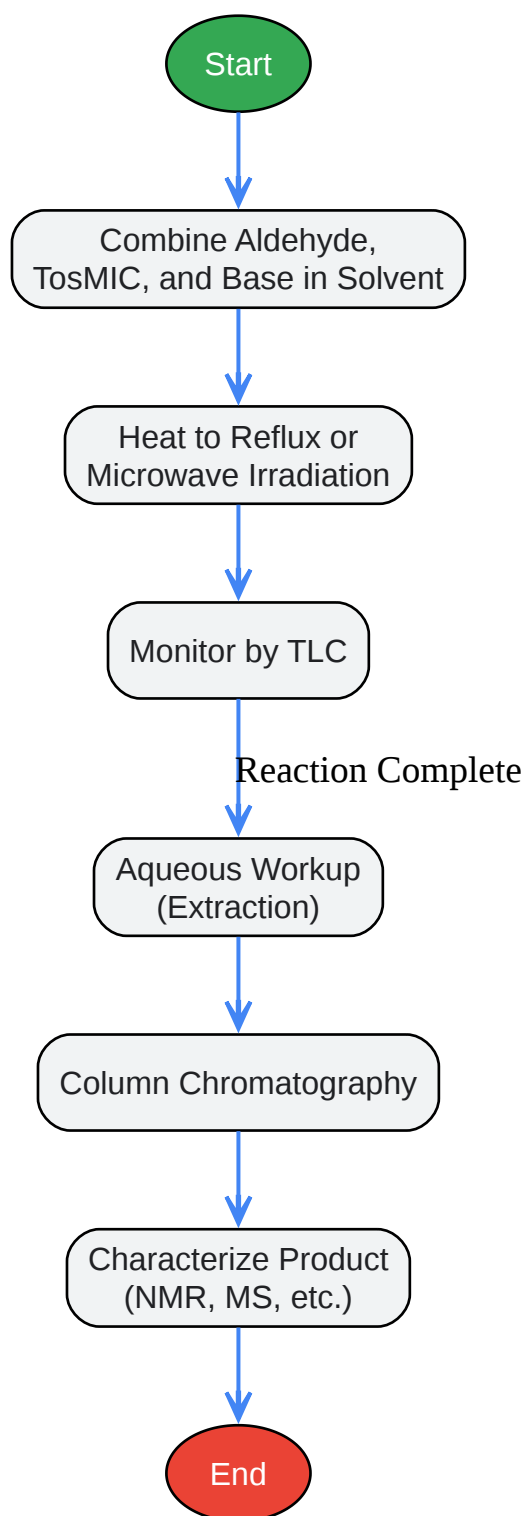 Start
Combine Aldehyde,
TosMIC, and Base in Solvent
Heat to Reflux or
Microwave Irradiation
Monitor by TLC
Reaction Complete
Aqueous Workup
(Extraction)
Column Chromatography
Characterize Product
(NMR, MS, etc.)
End